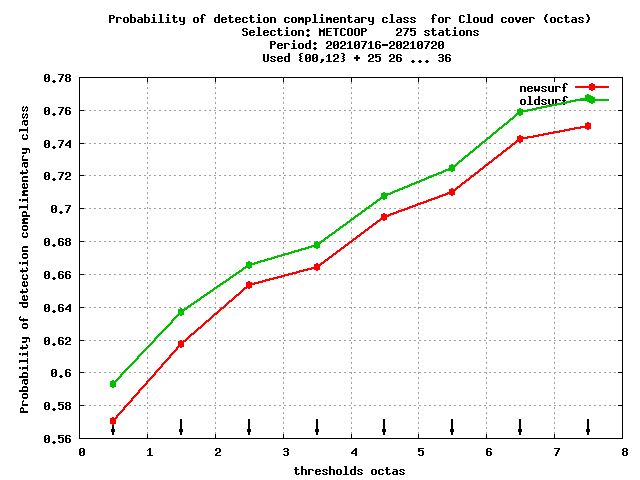 Probability of detection complimentary class  for Cloud cover (octas)
Selection: METCOOP    275 stations
Period: 20210716-20210720
Used {00,12} + 25 26 ... 36
newsurf
oldsurf
Probability of detection complimentary class
0.78
0.76
0.74
0.72
0.7
0.68
0.66
0.64
0.62
0.6
0.58
0.56
0 1 2 3 4 5 6 7 8
thresholds octas